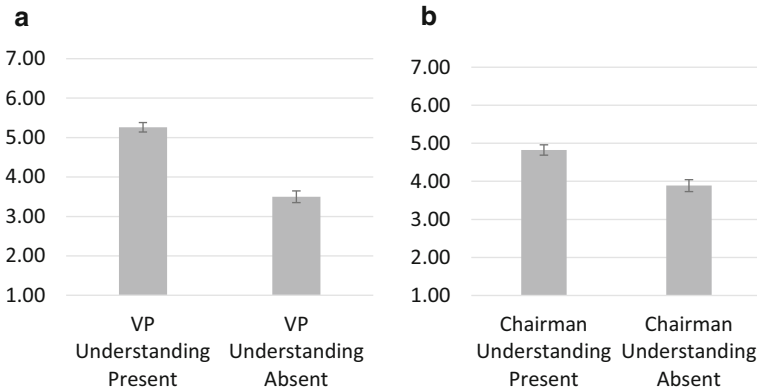 a
7.00
6.00
5.00
4.00
3.00
2.00
1.00
VP
Understanding
Present
VP
Understanding
Absent
b
7.00
6.00
5.00
4.00
3.00
2.00
1.00
Chairman
Understanding
Present
Chairman
Understanding
Absent